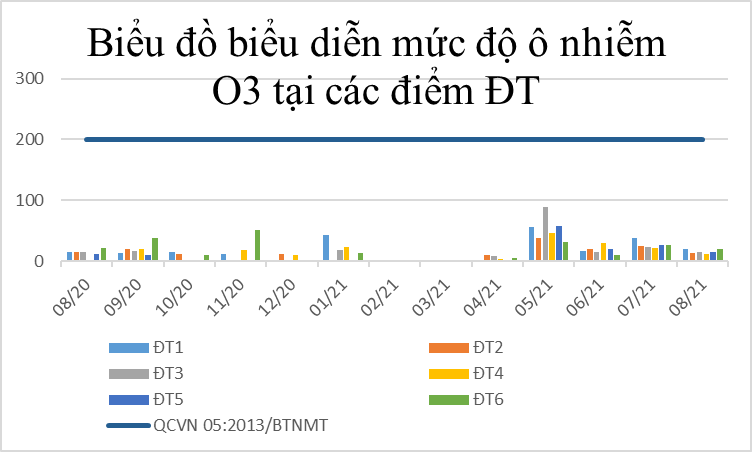 Biểu đồ biểu diễn mức độ ô nhiễm
O3 tại các điểm ĐT
300
200
100
0
08/20 09/20 10/20 11/20 12/20 01/21 02/21 03/21 04/21 05/21 06/21 07/21 08/21
ĐT1 ĐT2
ĐT3 ĐT4
ĐT5 ĐT6
QCVN 05:2013/BTNMT